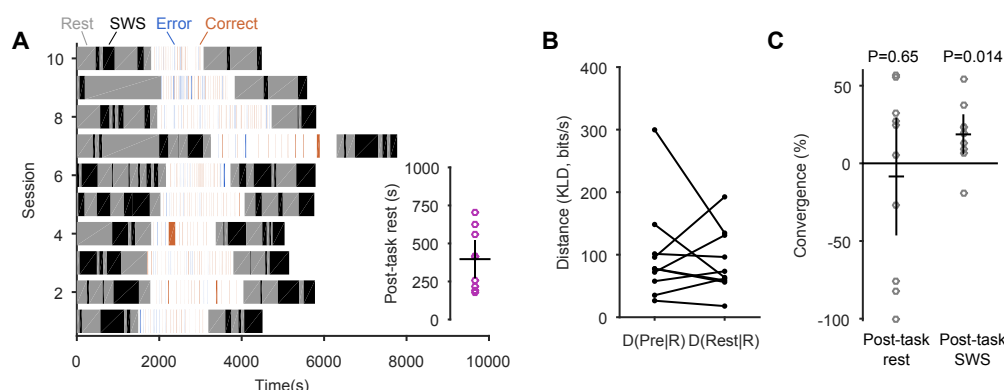 A
Rest SWS Error Correct
10
8
6
4
2
Session
0 2000 4000 6000 8000 10000
Time(s)
Post-task rest (s)
1000
750
500
250
0
B
Distance (KLD, bits/s)
400
300
200
100
0
D(Pre|R) D(Rest|R)
C
P=0.65 P=0.014
Convergence (%)
50
0
-50
-100
Post-task Post-task
rest SWS